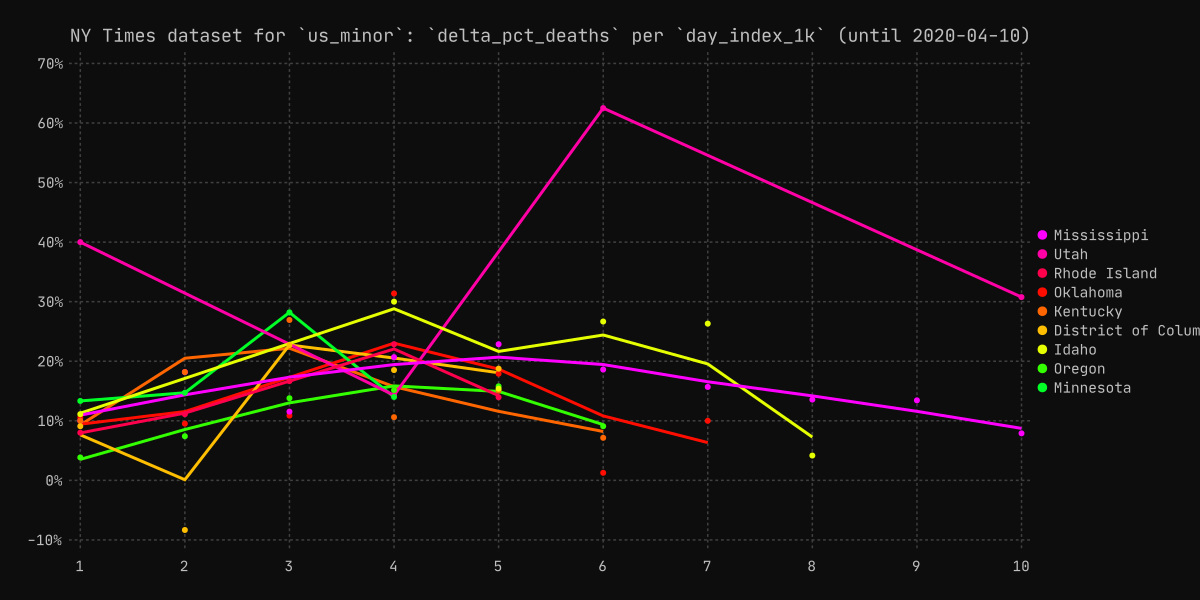 NY Times dataset for `us_minor`: `delta_pct_deaths` per `day_index_1k` (until 2020-04-10)
70%
60%
50%
40%
30%
20%
10%
0%
-10%
1 2 3 4 5 6 7 8 9 10
Mississippi
Utah
Rhode Island
Oklahoma
Kentucky
District of Colum
Idaho
Oregon
Minnesota